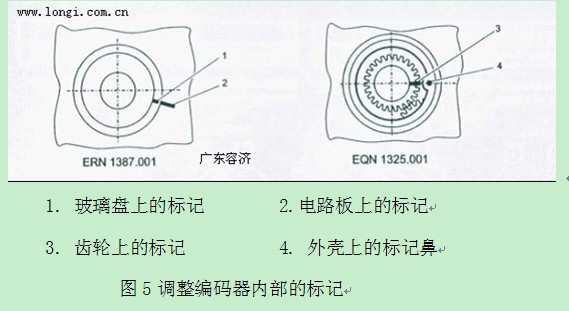 www.longi.com.cn
1
2
3
4
ERN 1387.001 广东容济 EQN 1325.001
1. 玻璃盘上的标记 2.电路板上的标记
3. 齿轮上的标记 4. 外壳上的标记鼻
图 5 调整编码器内部的标记